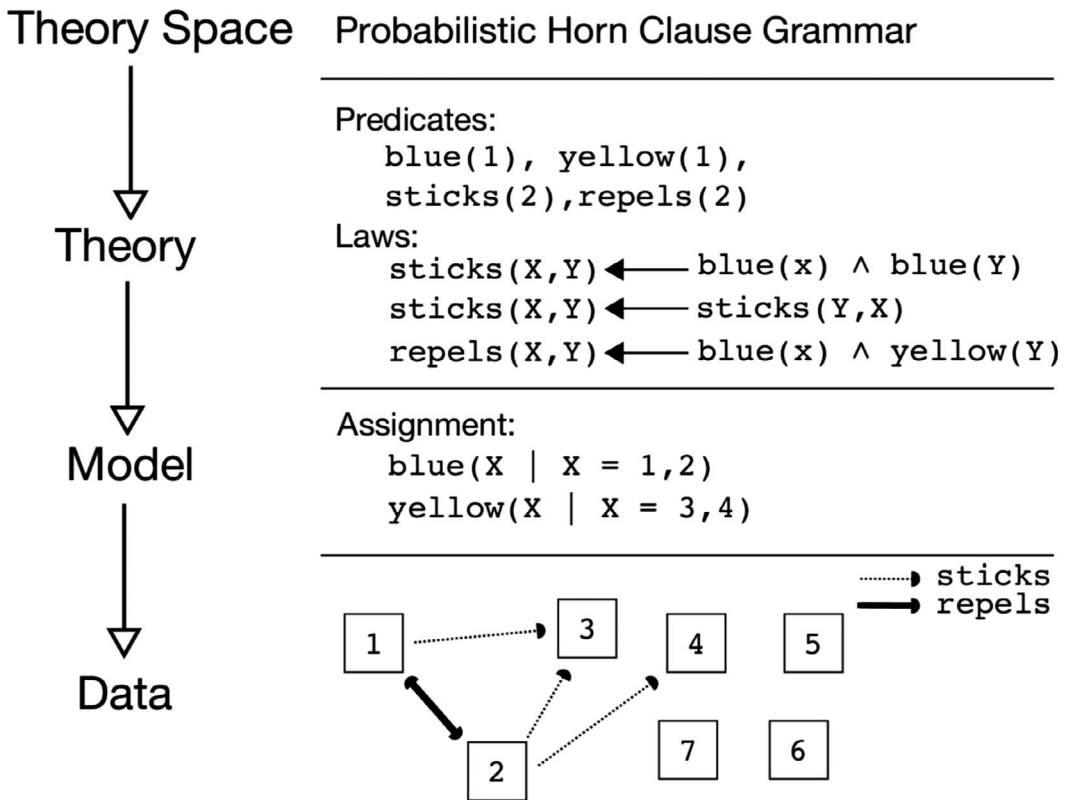 Theory Space
Probabilistic Horn Clause Grammar
Predicates:
blue(1), yellow(1),
sticks(2),repels(2)
Theory
Laws:
sticks(X,Y) ← blue(x) ∧ blue(Y)
sticks(X,Y) ← sticks(Y,X)
repels(X,Y) ← blue(x) ∧ yellow(Y)
Model
Assignment:
blue(X | X = 1,2)
yellow(X | X = 3,4)
sticks
repels
Data
1
3
4
5
2
7
6